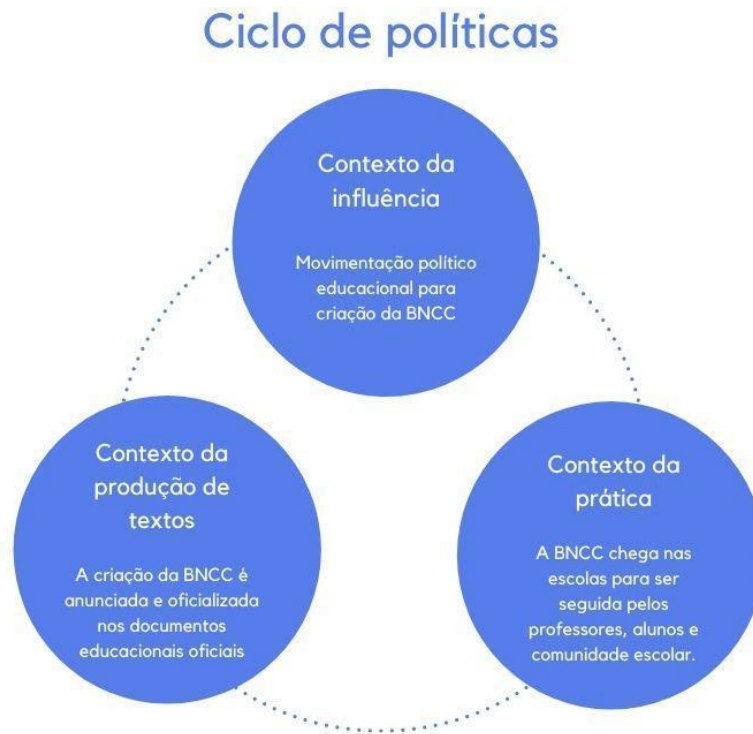 Ciclo de políticas
Contexto da
influência
Movimentação político
educacional para
criação da BNCC
Contexto da
produção de
textos
A criação da BNCC é
anunciada e oficializada
nos documentos
educacionais oficiais
Contexto da
prática
A BNCC chega nas
escolas para ser
seguida pelos
professores, alunos e
comunidade escolar.